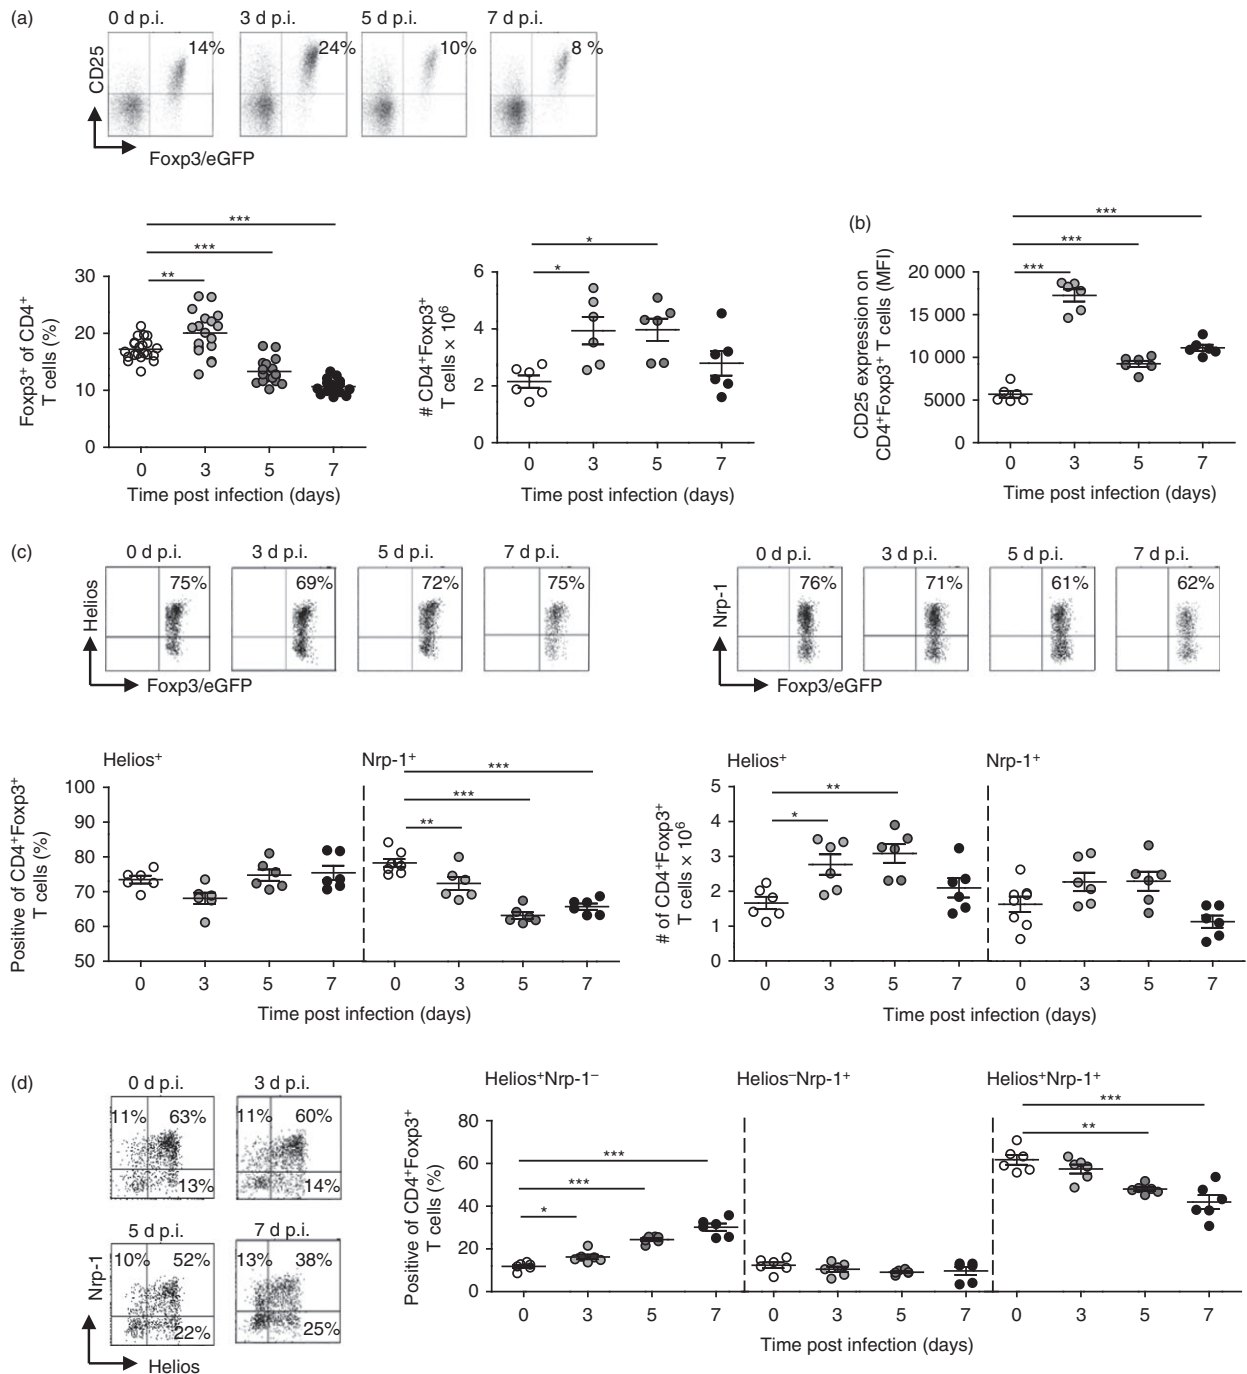 (a)
0 d p.i. 3 d p.i. 5 d p.i. 7 d p.i.
14% 24% 10% 8 %
CD25
Foxp3/eGFP
Foxp3⁺ of CD4⁺
T cells (%)
*** *** **
30
20
10
0
0 3 5 7
Time post infection (days)
# CD4⁺Foxp3⁺
T cells × 10⁶
* *
6
4
2
0
0 3 5 7
Time post infection (days)
(b)
CD25 expression on
CD4⁺Foxp3⁺ T cells (MFI)
*** *** ***
20 000
15 000
10 000
5000
0
0 3 5 7
Time post infection (days)
(c)
0 d p.i. 3 d p.i. 5 d p.i. 7 d p.i.
75% 69% 72% 75%
Helios
Foxp3/eGFP
0 d p.i. 3 d p.i. 5 d p.i. 7 d p.i.
76% 71% 61% 62%
Nrp-1
Foxp3/eGFP
Helios⁺ Nrp-1⁺
Positive of CD4⁺Foxp3⁺
T cells (%)
*** *** **
100
90
80
70
60
50
0 3 5 7 0 3 5 7
Time post infection (days)
Helios⁺ Nrp-1⁺
# of CD4⁺Foxp3⁺
T cells × 10⁶
** *
5
4
3
2
1
0
0 3 5 7 0 3 5 7
Time post infection (days)
(d)
0 d p.i. 3 d p.i.
11% 63% 11% 60%
13% 14%
5 d p.i. 7 d p.i.
10% 52% 13% 38%
22% 25%
Nrp-1
Helios
Helios⁺Nrp-1⁻ Helios⁻Nrp-1⁺ Helios⁺Nrp-1⁺
Positive of CD4⁺Foxp3⁺
T cells (%)
*** *** * *** **
80
60
40
20
0
0 3 5 7 0 3 5 7 0 3 5 7
Time post infection (days)